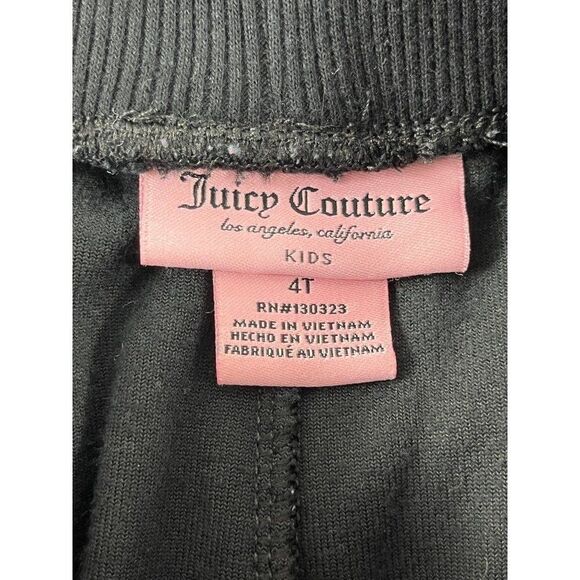 Juicy Couture
los angeles, california
KIDS
4T
RN#130323
MADE IN VIETNAM
HECHO EN VIETNAM
FABRIQUÉ AU VIETNAM